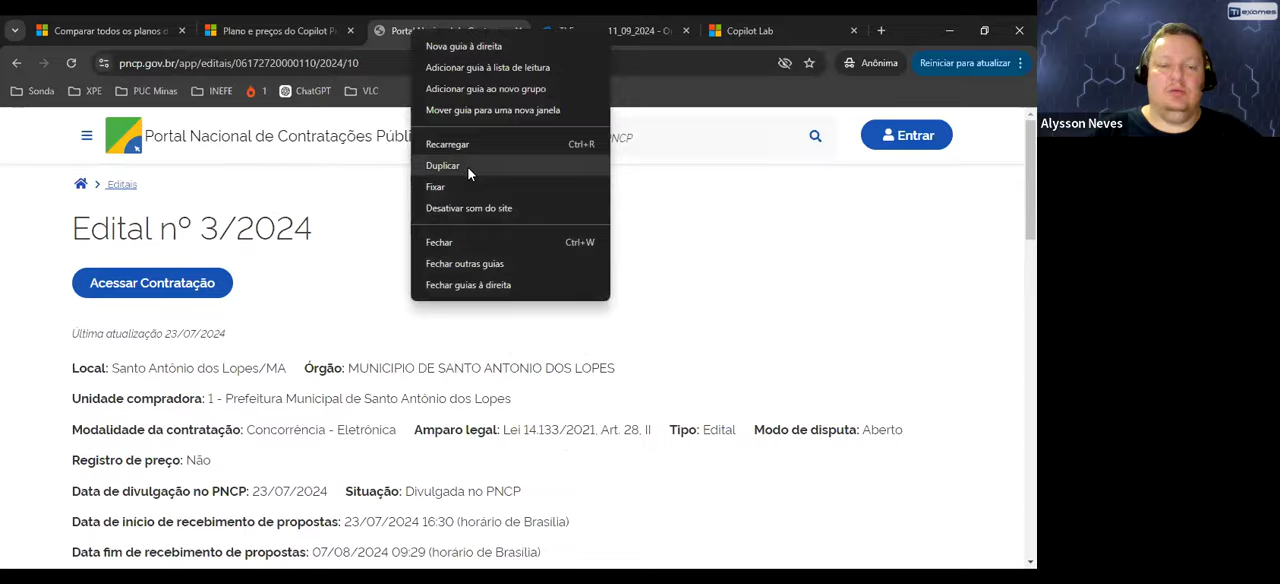 Comparar todos os planos d
Plano e preços do Copilot P
Portal Na
11_09_2024 - O
Copilot Lab
pncp.gov.br/app/editais/06172720000110/2024/10
Anônima
Reiniciar para atualizar
Sonda
XPE
PUC Minas
INEFE
1
ChatGPT
VLC
Nova guia à direita
Adicionar guia à lista de leitura
Adicionar guia ao novo grupo
Mover guia para uma nova janela
Recarregar Ctrl+R
Duplicar
Fixar
Desativar som do site
Fechar Ctrl+W
Fechar outras guias
Fechar guias à direita
Portal Nacional de Contratações Públi
PNCP
Entrar
Editais
Edital nº 3/2024
Acessar Contratação
Última atualização 23/07/2024
Local: Santo Antônio dos Lopes/MA Órgão: MUNICIPIO DE SANTO ANTONIO DOS LOPES
Unidade compradora: 1 - Prefeitura Municipal de Santo Antônio dos Lopes
Modalidade da contratação: Concorrência - Eletrônica Amparo legal: Lei 14.133/2021, Art. 28, II Tipo: Edital Modo de disputa: Aberto
Registro de preço: Não
Data de divulgação no PNCP: 23/07/2024 Situação: Divulgada no PNCP
Data de início de recebimento de propostas: 23/07/2024 16:30 (horário de Brasília)
Data fim de recebimento de propostas: 07/08/2024 09:29 (horário de Brasília)
TI exames
Alysson Neves